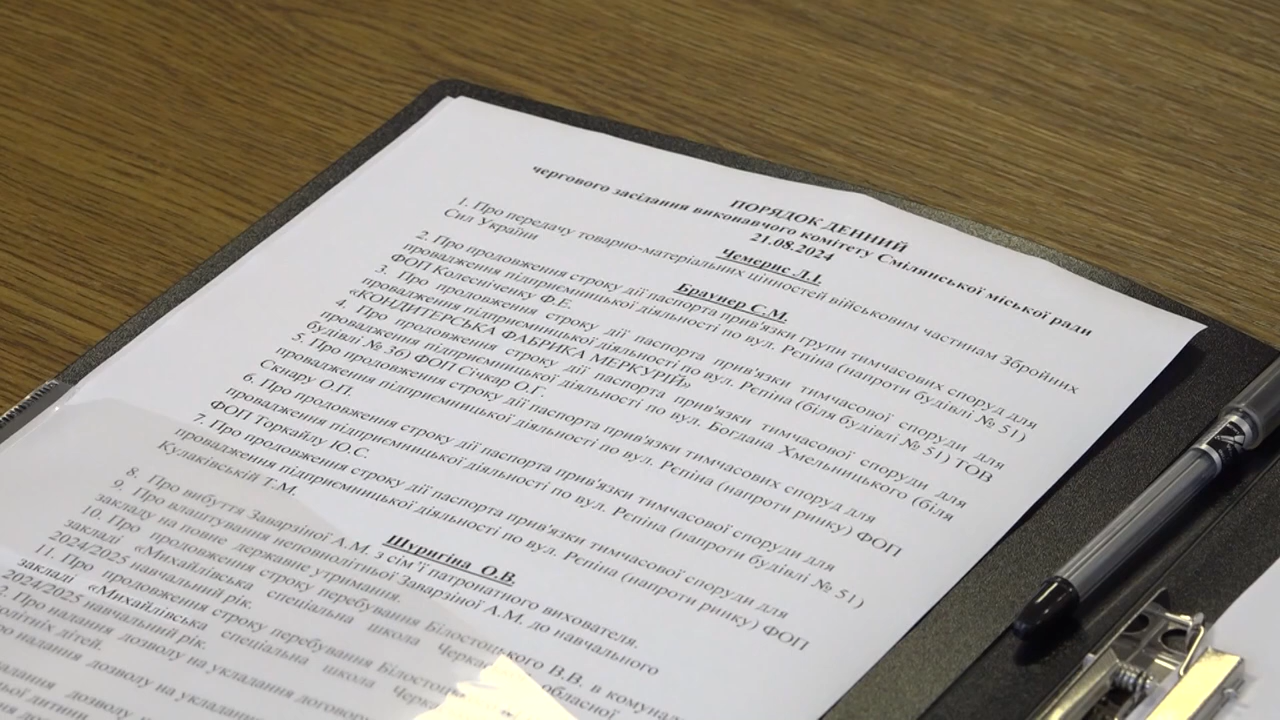 ПОРЯДОК ДЕННИЙ
чергового засідання виконавчого комітету Смілянської міської ради
21.08.2024
Чемерис Л.І.
1. Про передачу товарно-матеріальних цінностей військовим частинам Збройних
Сил України
Браунер С.М.
2. Про продовження строку дії паспорта прив'язки групи тимчасових споруд для
провадження підприємницької діяльності по вул. Рєпіна (напроти будівлі № 51)
ФОП Колесніченку Ф.Е.
3. Про продовження строку дії паспорта прив'язки тимчасової споруди для
провадження підприємницької діяльності по вул. Рєпіна (біля будівлі № 51) ТОВ
«КОНДИТЕРСЬКА ФАБРИКА МЕРКУРІЙ»
4. Про продовження строку дії паспорта прив'язки тимчасової споруди для
провадження підприємницької діяльності по вул. Богдана Хмельницького (біля
будівлі № 36) ФОП Січкар О.Г.
5. Про продовження строку дії паспорта прив'язки тимчасових споруд для
провадження підприємницької діяльності по вул. Рєпіна (напроти ринку) ФОП
Скнару О.П.
6. Про продовження строку дії паспорта прив'язки тимчасової споруди для
провадження підприємницької діяльності по вул. Рєпіна (напроти будівлі № 51)
ФОП Торкайлу Ю.С.
7. Про продовження строку дії паспорта прив'язки тимчасової споруди для
провадження підприємницької діяльності по вул. Рєпіна (напроти ринку) ФОП
Кулаківській Т.М.
Шуригіна О.В.
8. Про вибуття Заварзіної А.М. з сім'ї патронатного вихователя.
9. Про влаштування неповнолітньої Заварзіної А.М. до навчального
закладу на повне державне утримання.
10. Про продовження строку перебування Білостоцького В.В. в
закладі «Михайлівська спеціальна школа обласної
2024/2025 навчальний рік.
11. Про продовження строку перебування
закладі «Михайлівська спеціальна школа
2024/2025 навчальний рік.
Про надання дозволу на укладання договору
дітей.
надання дозволу на укладання
дозволу
дитини.